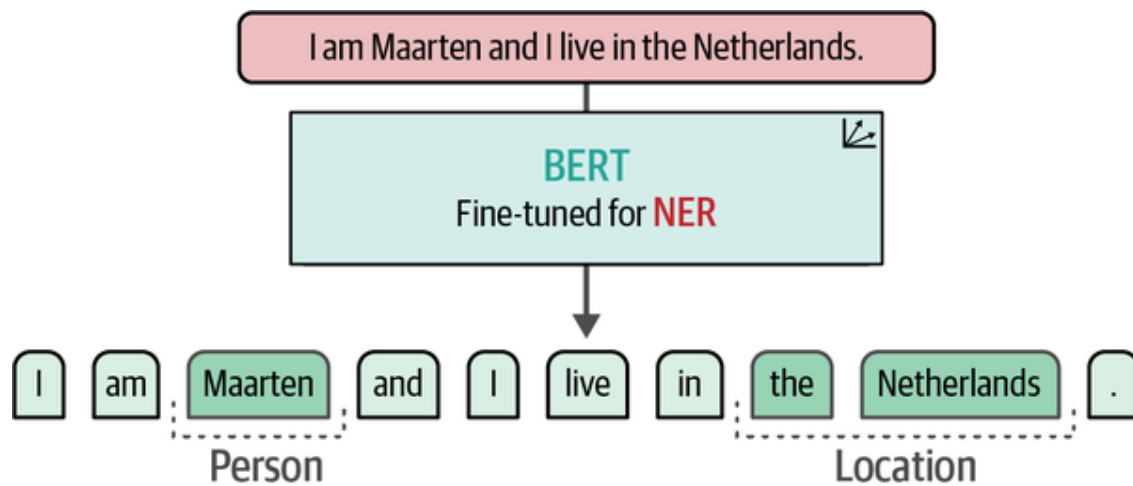 I am Maarten and I live in the Netherlands.
BERT
Fine-tuned for NER
I am Maarten and I live in the Netherlands .
Person Location